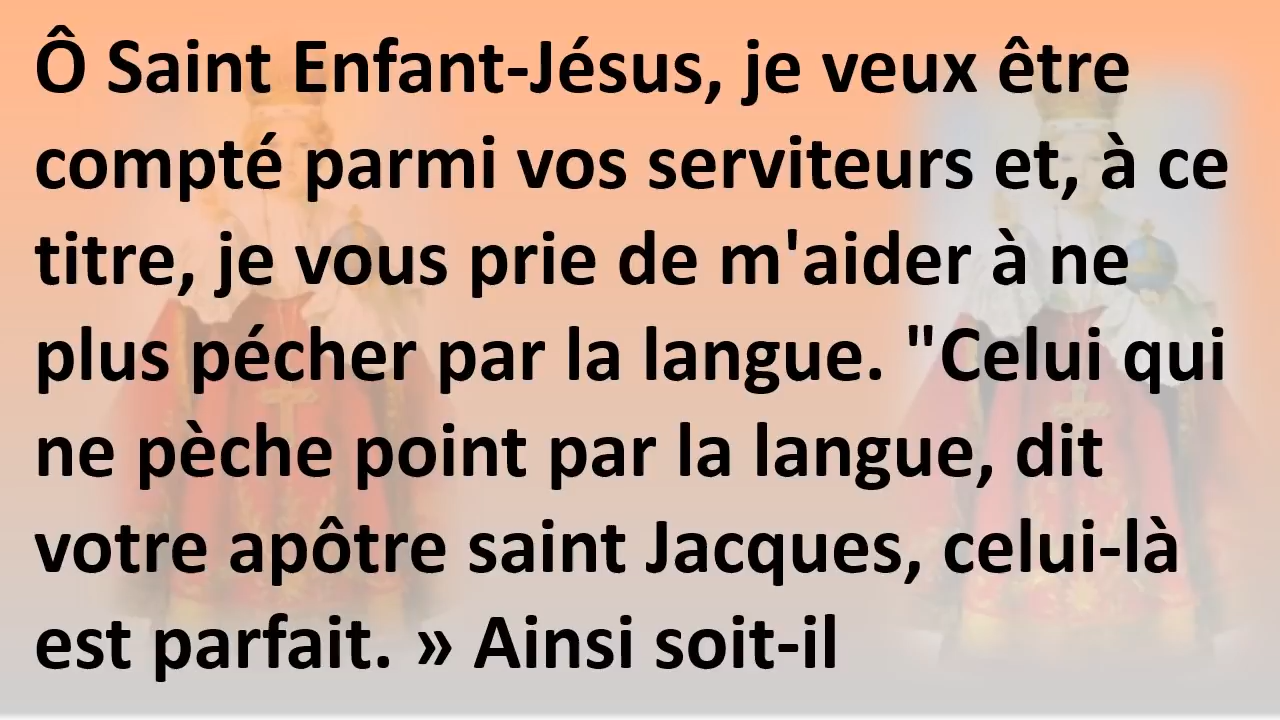 Ô Saint Enfant-Jésus, je veux être
compté parmi vos serviteurs et, à ce
titre, je vous prie de m'aider à ne
plus pécher par la langue. "Celui qui
ne pèche point par la langue, dit
votre apôtre saint Jacques, celui-là
est parfait. » Ainsi soit-il